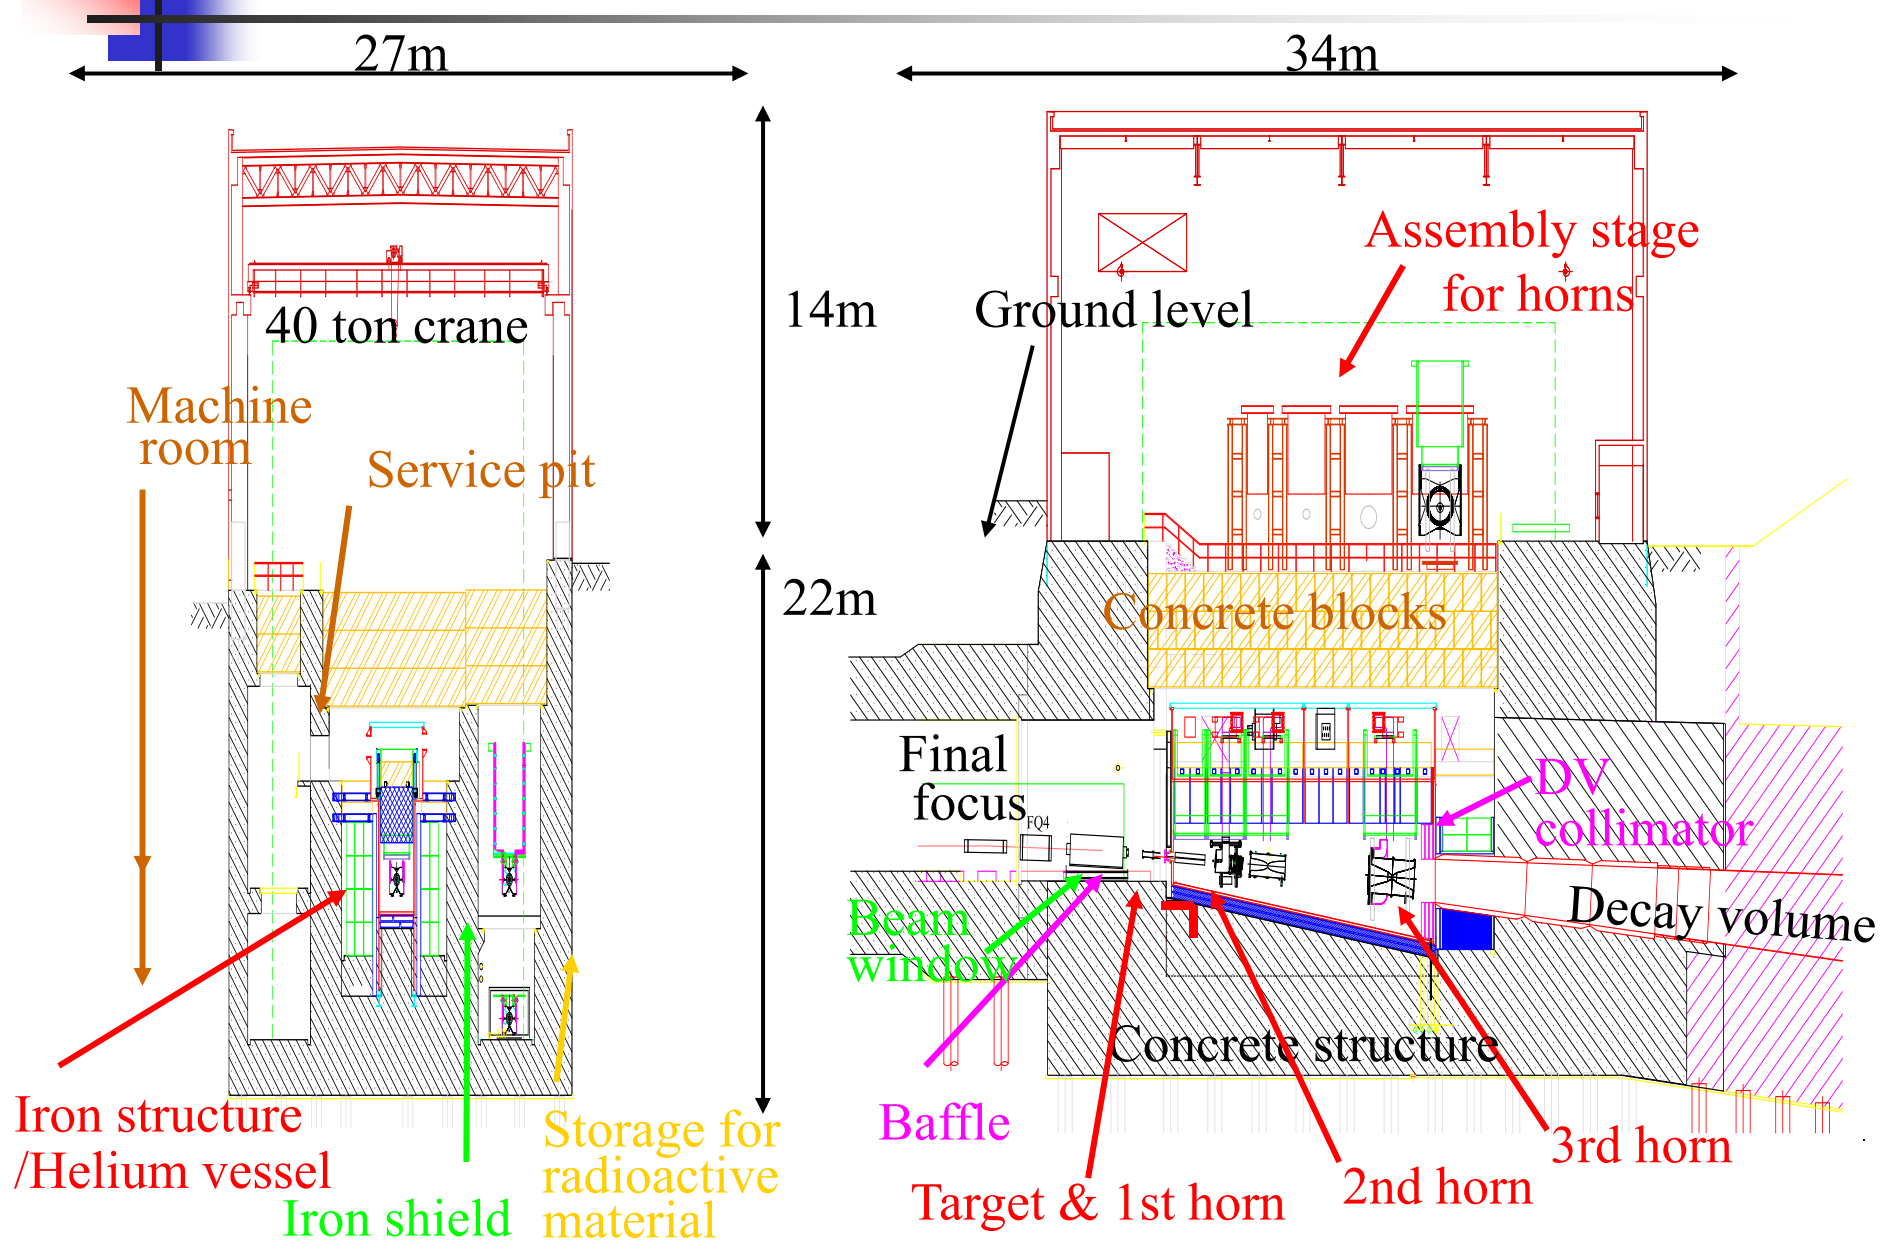 27m
34m
14m
22m
40 ton crane
Machine
room
Service pit
Ground level
Assembly stage
for horns
Concrete blocks
Final
focus
FQ4
DV
collimator
Decay volume
Beam
window
Concrete structure
Baffle
Target & 1st horn
2nd horn
3rd horn
Iron structure
/Helium vessel
Iron shield
Storage for
radioactive
material